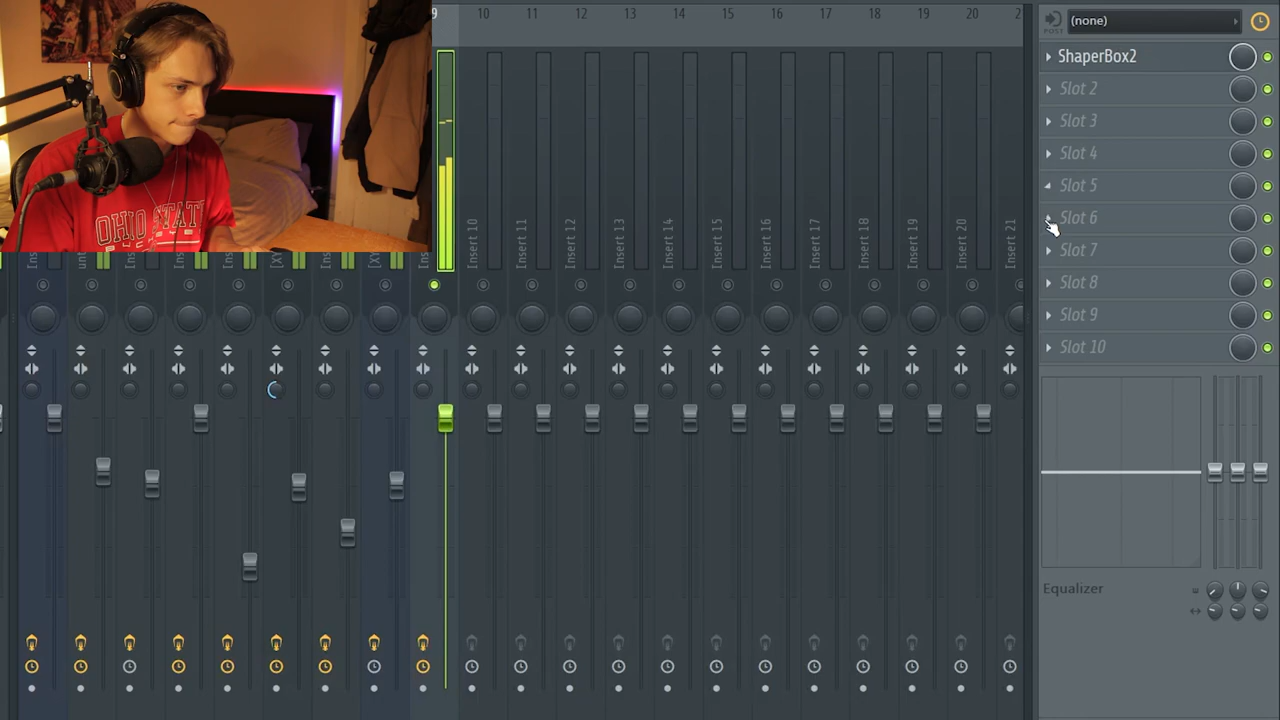 9 10 11 12 13 14 15 16 17 18 19 20
POST
(none)
ShaperBox2
Slot 2
Slot 3
Slot 4
Slot 5
Slot 6
Slot 7
Slot 8
Slot 9
Slot 10
OHIO STAT
Insert 10
Insert 11
Insert 12
Insert 13
Insert 14
Insert 15
Insert 16
Insert 17
Insert 18
Insert 19
Insert 20
Insert 21
Equalizer